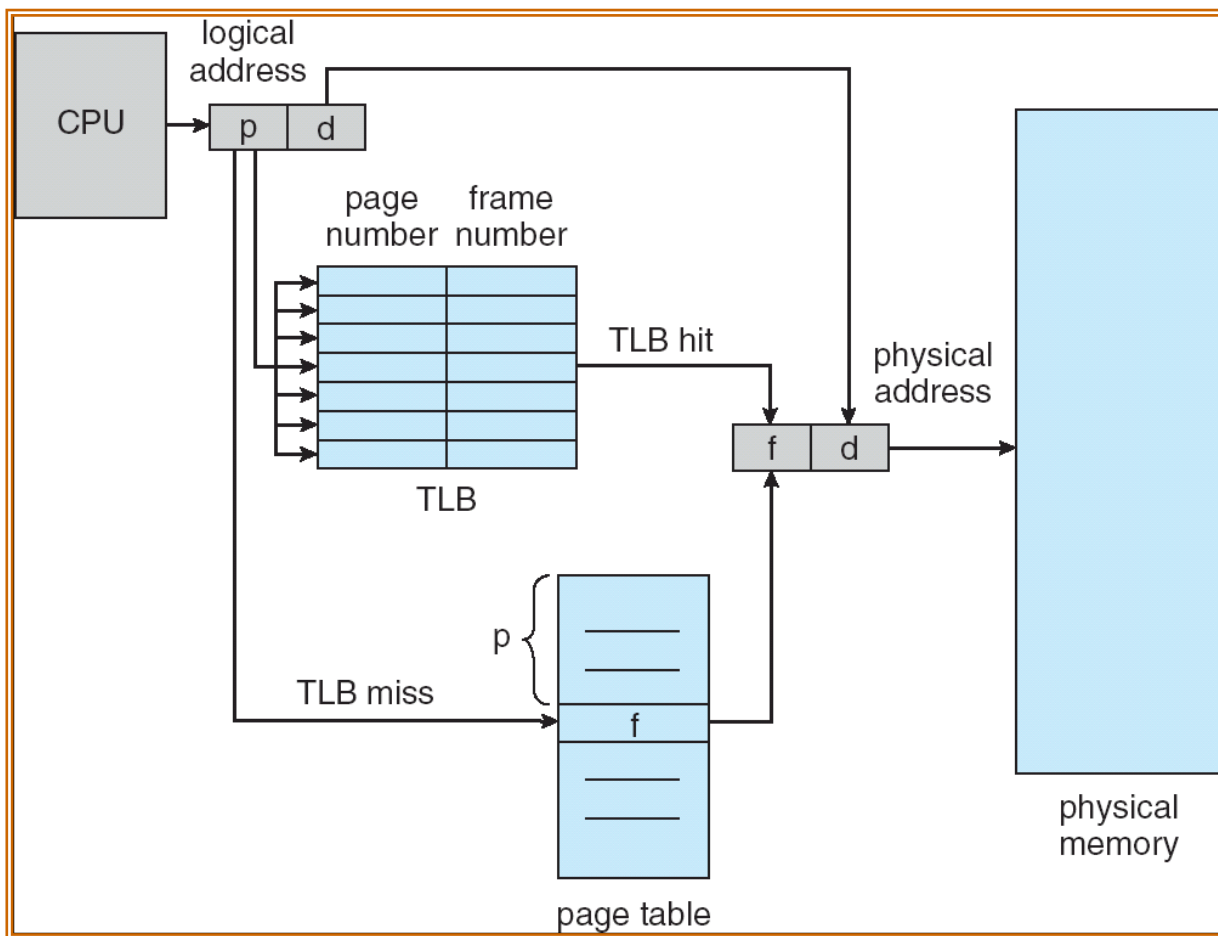 logical
address
CPU
p
d
page
number
frame
number
TLB hit
physical
address
f
d
TLB
p
TLB miss
f
physical
memory
page table